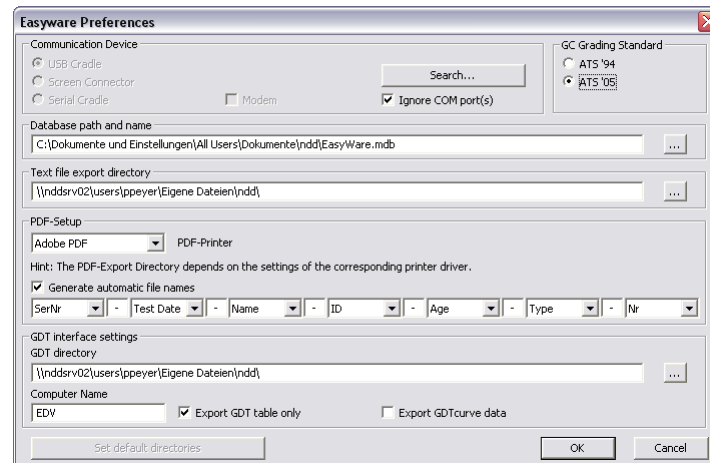 Easyware Preferences
Communication Device
USB Cradle
Screen Connector
Serial Cradle
Modem
Search...
Ignore COM port(s)
GC Grading Standard
ATS '94
ATS '05
Database path and name
C:\Dokumente und Einstellungen\All Users\Dokumente\ndd\EasyWare.mdb
...
Text file export directory
\\nddsrv02\users\ppeyer\Eigene Dateien\ndd\
...
PDF-Setup
Adobe PDF PDF-Printer
Hint: The PDF-Export Directory depends on the settings of the corresponding printer driver.
Generate automatic file names
SerNr - Test Date - Name - ID - Age - Type - Nr
GDT interface settings
GDT directory
\\nddsrv02\users\ppeyer\Eigene Dateien\ndd\
...
Computer Name
EDV Export GDT table only Export GDTcurve data
Set default directories OK Cancel